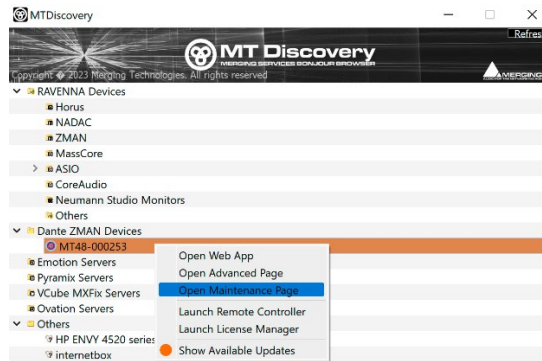 MTDiscovery
Refres
MT Discovery
MERGING SERVICES BONJOUR BROWSER
Copyright � 2023 Merging Technologies. All rights reserved
MERGING
RAVENNA Devices
Horus
NADAC
ZMAN
MassCore
ASIO
CoreAudio
Neumann Studio Monitors
Others
Dante ZMAN Devices
MT48-000253
Emotion Servers
Pyramix Servers
VCube MXFix Servers
Ovation Servers
Others
HP ENVY 4520 series
internetbox
Open Web App
Open Advanced Page
Open Maintenance Page
Launch Remote Controller
Launch License Manager
Show Available Updates